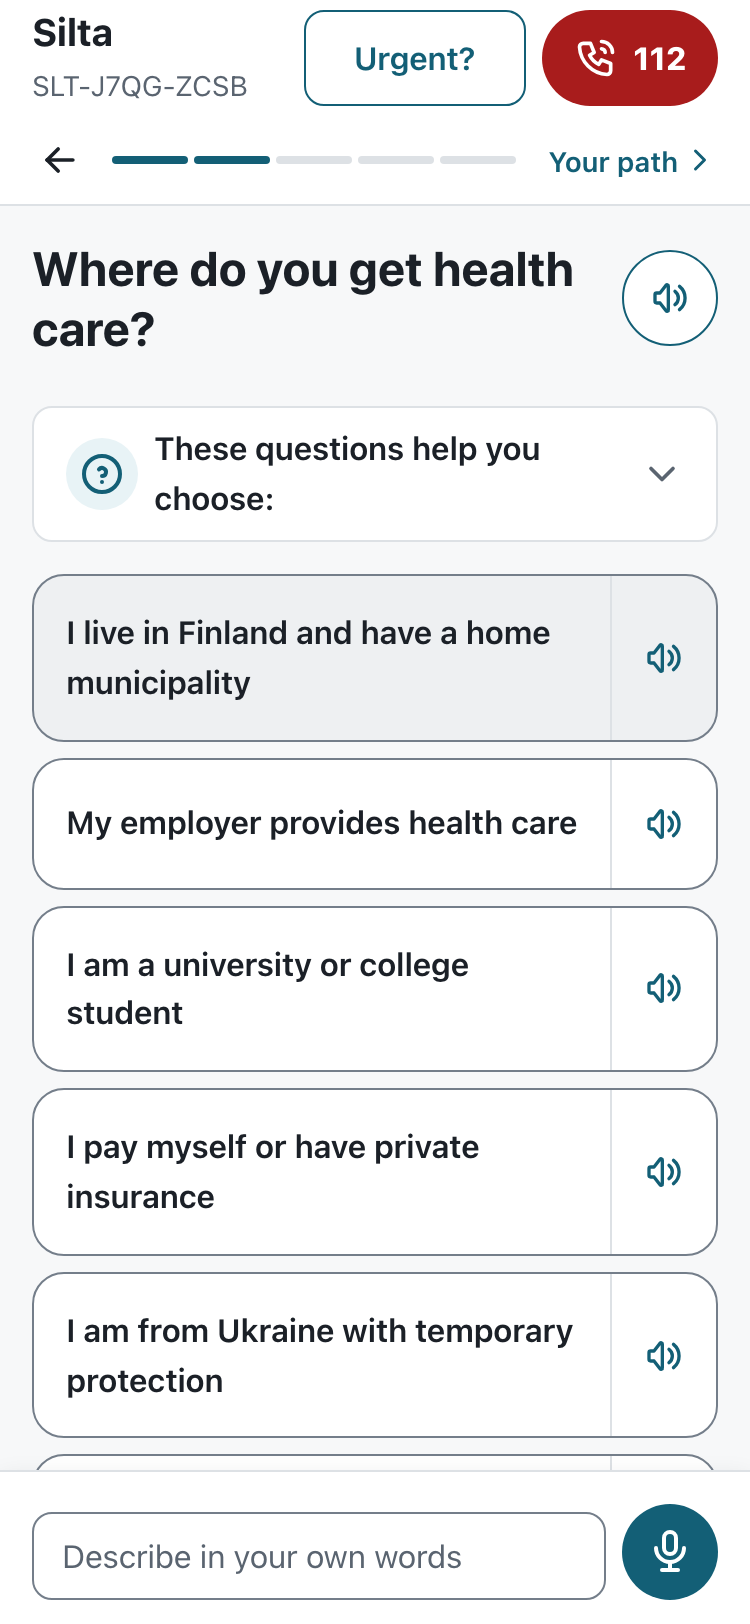 Silta
SLT-J7QG-ZCSB
Urgent?
112
Your path
Where do you get health
care?
These questions help you
choose:
I live in Finland and have a home
municipality
My employer provides health care
I am a university or college
student
I pay myself or have private
insurance
I am from Ukraine with temporary
protection
Describe in your own words